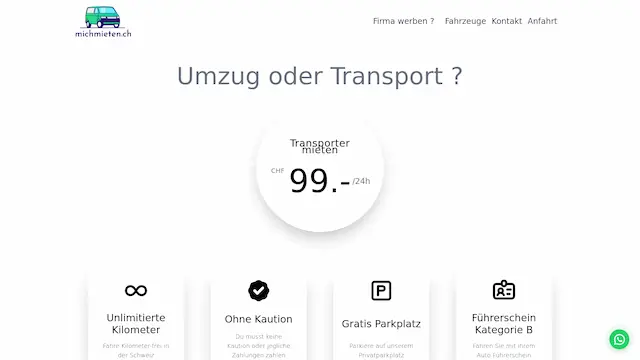 michmieten.ch
Firma werben ? Fahrzeuge Kontakt Anfahrt
Umzug oder Transport ?
Transporter
mieten
CHF 99.- /24h
Unlimitierte
Kilometer
Fahre Kilometer-frei in
der Schweiz
Ohne Kaution
Du musst keine
Kaution oder jegliche
Zahlungen zahlen
P
Gratis Parkplatz
Parkiere auf unserem
Privatparkplatz
Führerschein
Kategorie B
Fahren Sie mit ihrem
Auto Führerschein